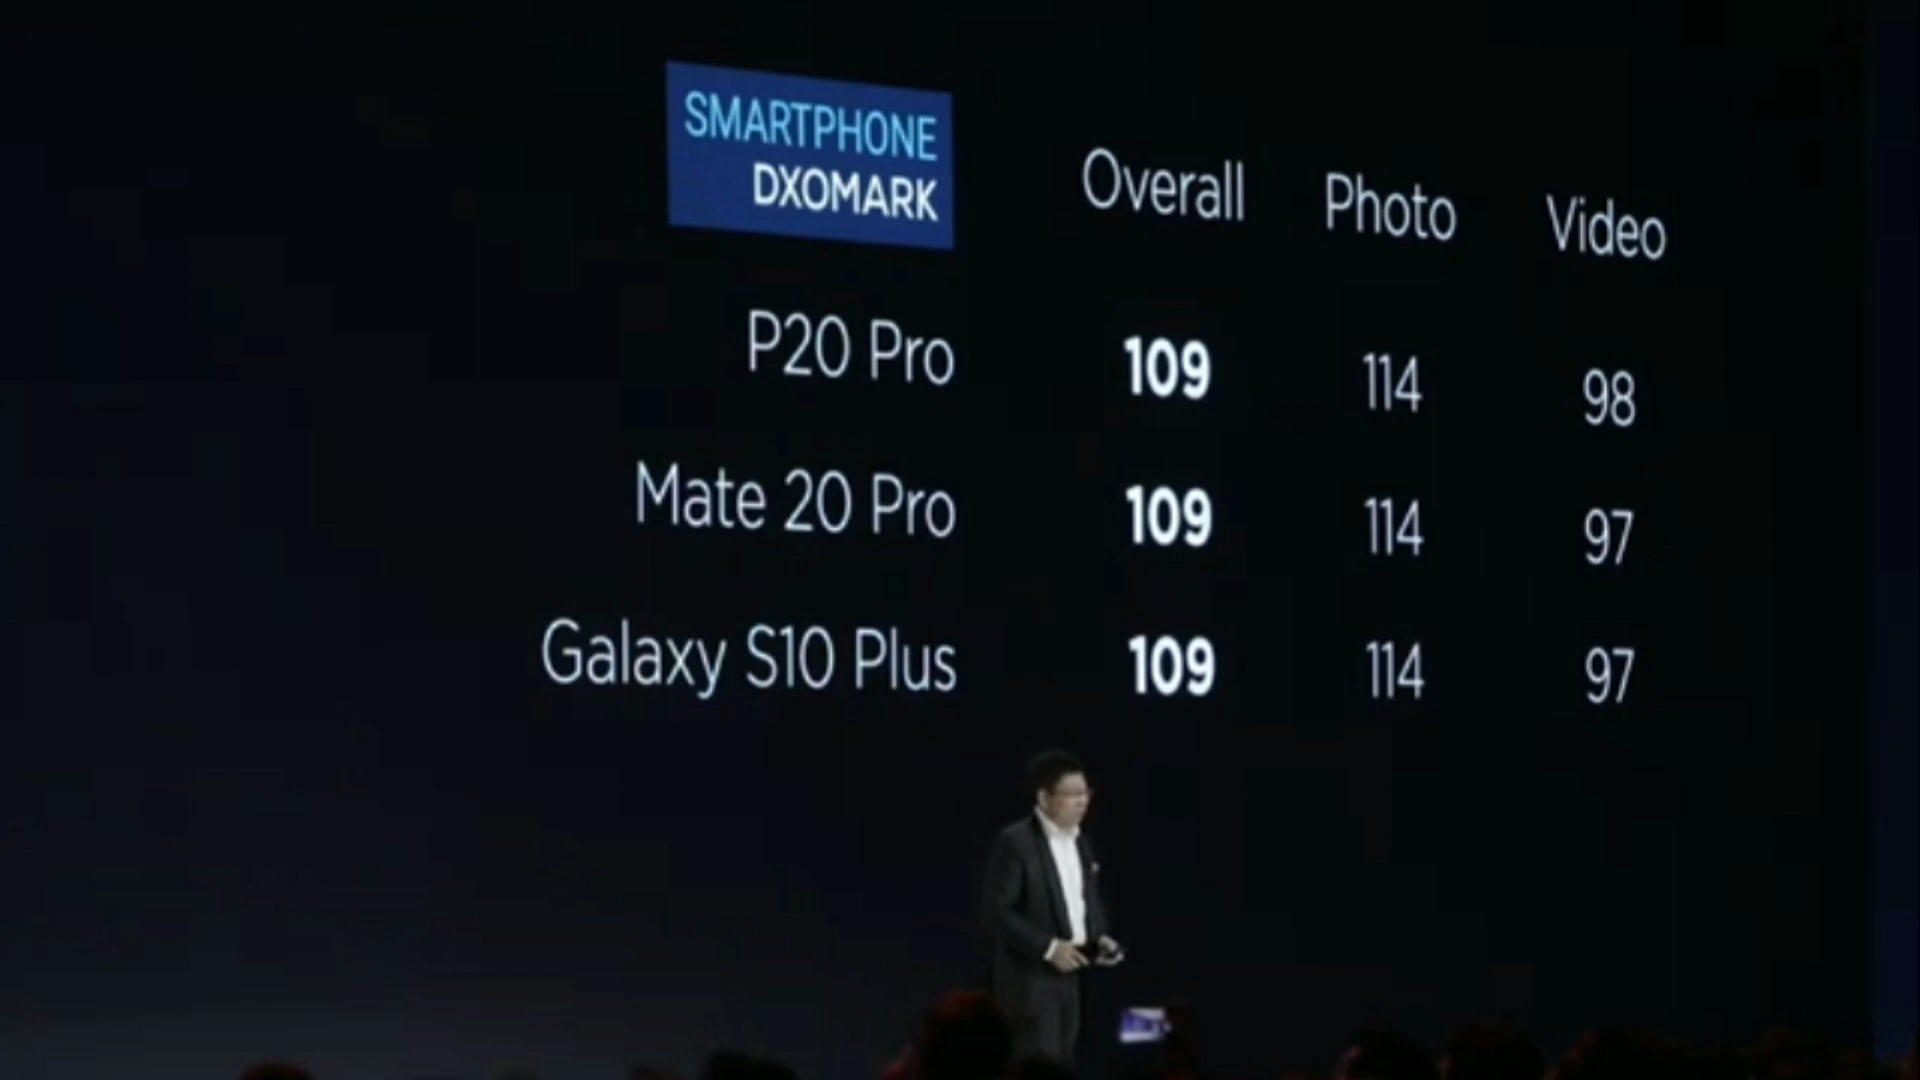 SMARTPHONE
DXOMARK
Overall Photo Video
P20 Pro 109 114 98
Mate 20 Pro 109 114 97
Galaxy S10 Plus 109 114 97